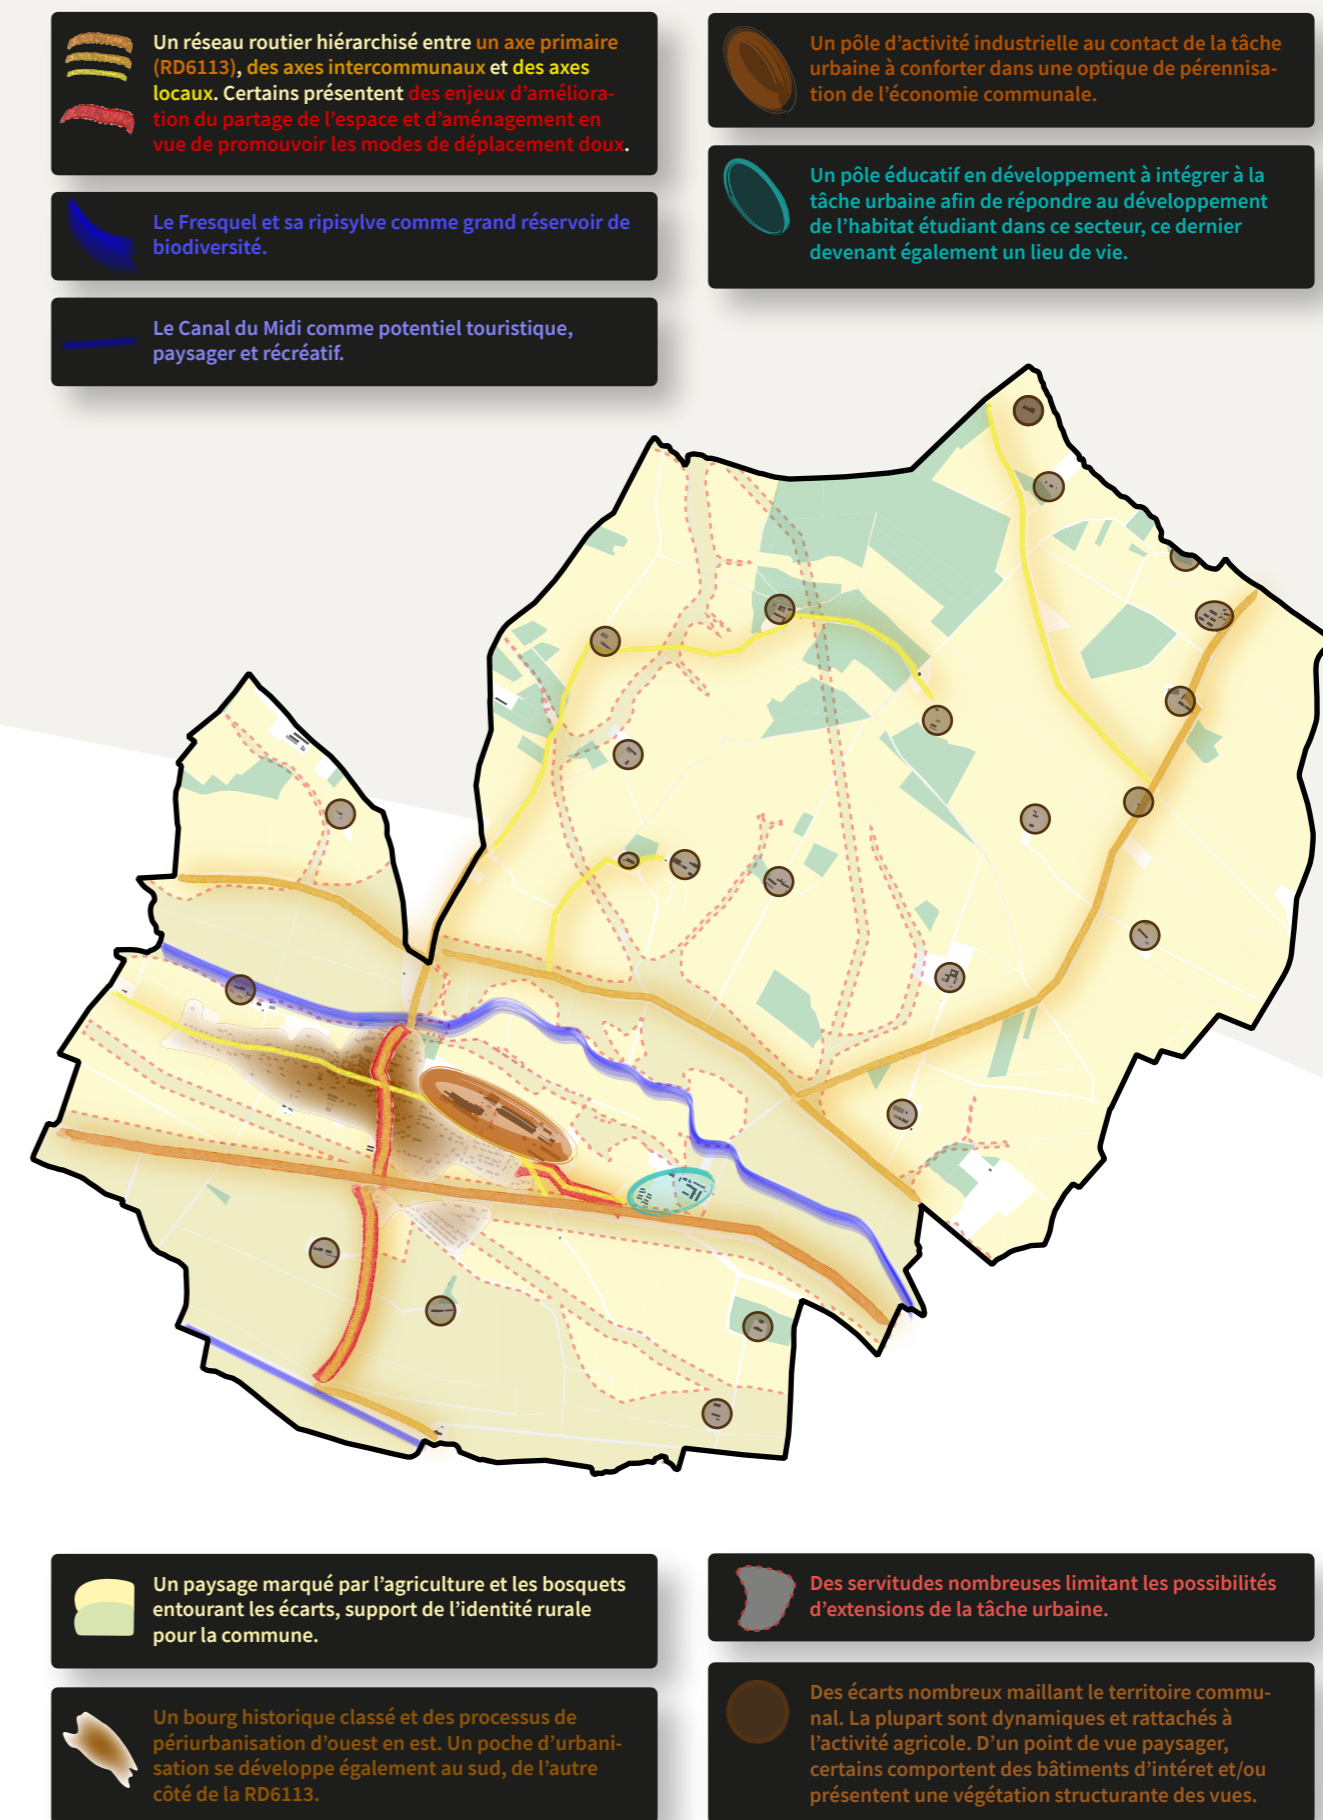 Un réseau routier hiérarchisé entre un axe primaire
(RD6113), des axes intercommunaux et des axes
locaux. Certains présentent des enjeux d'améliora-
tion du partage de l'espace et d'aménagement en
vue de promouvoir les modes de déplacement doux.
Le Fresquel et sa ripisylve comme grand réservoir de
biodiversité.
Le Canal du Midi comme potentiel touristique,
paysager et récréatif.
Un pôle d'activité industrielle au contact de la tâche
urbaine à conforter dans une optique de pérennisa-
tion de l'économie communale.
Un pôle éducatif en développement à intégrer à la
tâche urbaine afin de répondre au développement
de l'habitat étudiant dans ce secteur, ce dernier
devenant également un lieu de vie.
Un paysage marqué par l'agriculture et les bosquets
entourant les écarts, support de l'identité rurale
pour la commune.
Un bourg historique classé et des processus de
périurbanisation d'ouest en est. Un poche d'urbani-
sation se développe également au sud, de l'autre
côté de la RD6113.
Des servitudes nombreuses limitant les possibilités
d'extensions de la tâche urbaine.
Des écarts nombreux maillant le territoire commu-
nal. La plupart sont dynamiques et rattachés à
l'activité agricole. D'un point de vue paysager,
certains comportent des bâtiments d'intéret et/ou
présentent une végétation structurante des vues.